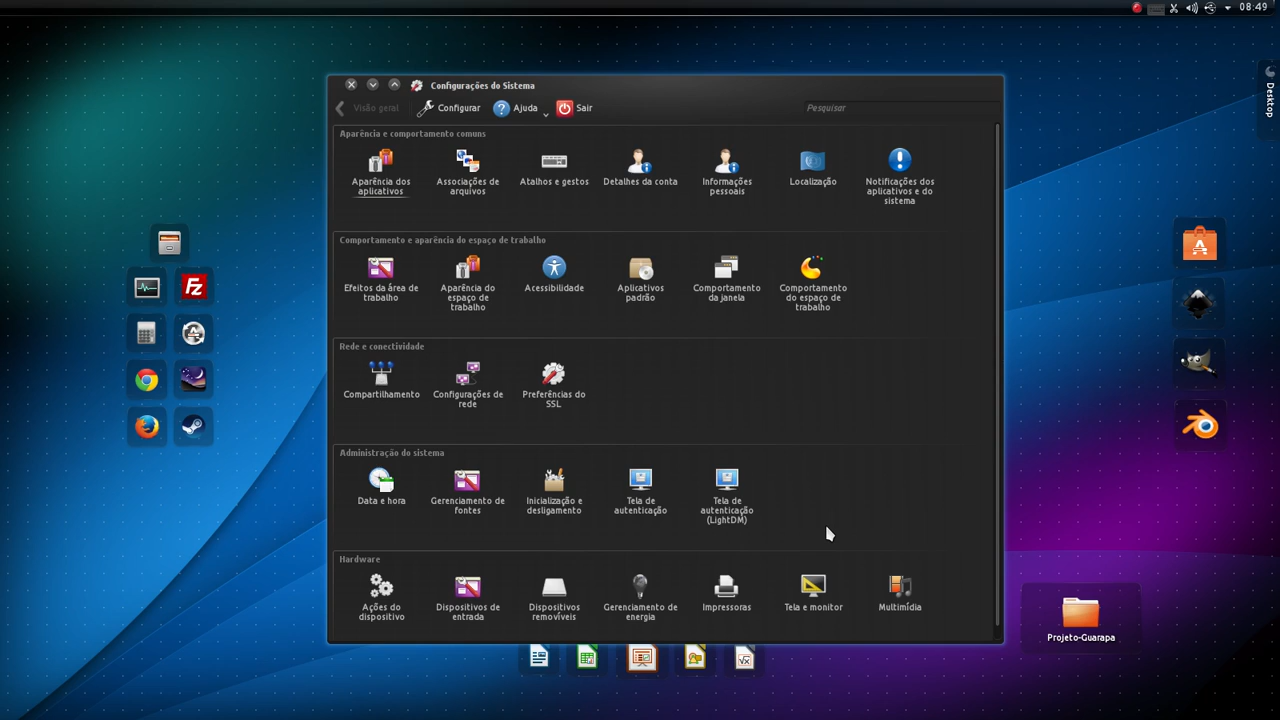 08:49
Desktop
Configurações do Sistema
Visão geral Configurar Ajuda Sair Pesquisar
Aparência e comportamento comuns
Aparência dos aplicativos
Associações de arquivos
Atalhos e gestos
Detalhes da conta
Informações pessoais
Localização
Notificações dos aplicativos e do sistema
Comportamento e aparência do espaço de trabalho
Efeitos da área de trabalho
Aparência do espaço de trabalho
Acessibilidade
Aplicativos padrão
Comportamento da janela
Comportamento do espaço de trabalho
Rede e conectividade
Compartilhamento
Configurações de rede
Preferências do SSL
Administração do sistema
Data e hora
Gerenciamento de fontes
Inicialização e desligamento
Tela de autenticação
Tela de autenticação (LightDM)
Hardware
Ações do dispositivo
Dispositivos de entrada
Dispositivos removíveis
Gerenciamento de energia
Impressoras
Tela e monitor
Multimídia
Projeto-Guarapa